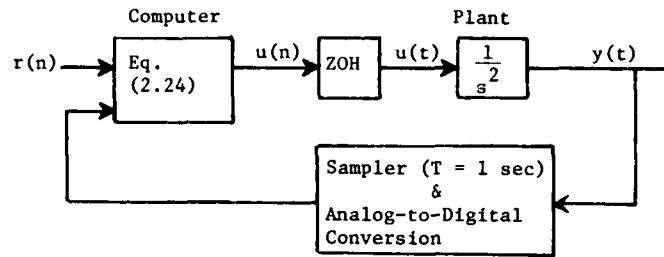 Computer
Plant
r(n)
Eq.
(2.24)
u(n)
ZOH
u(t)
1
s2
y(t)
Sampler (T = 1 sec)
&
Analog-to-Digital
Conversion